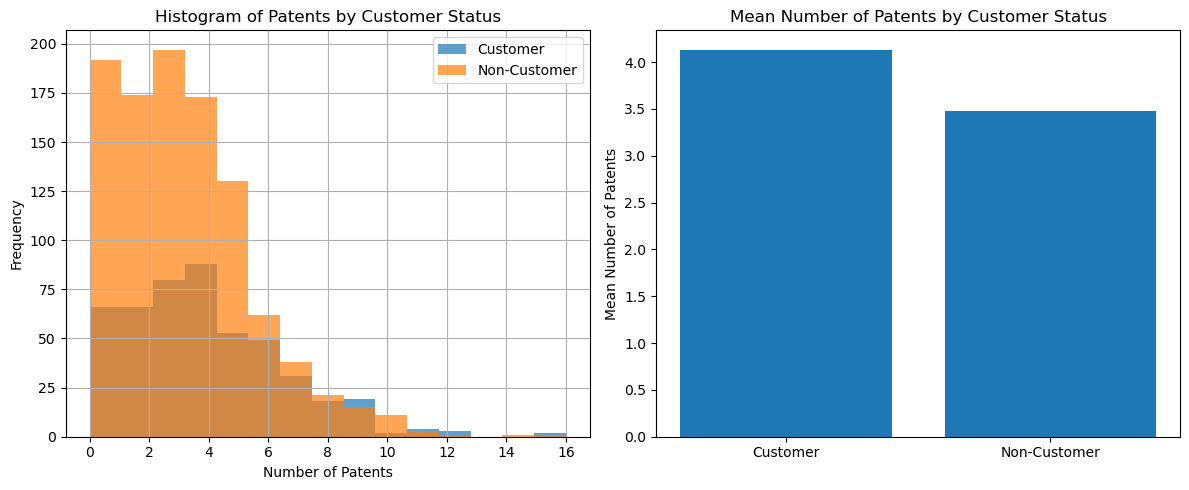 Histogram of Patents by Customer Status
Customer
Non-Customer
Frequency
200
175
150
125
100
75
50
25
0
0 2 4 6 8 10 12 14 16
Number of Patents
Mean Number of Patents by Customer Status
Mean Number of Patents
4.0
3.5
3.0
2.5
2.0
1.5
1.0
0.5
0.0
Customer Non-Customer